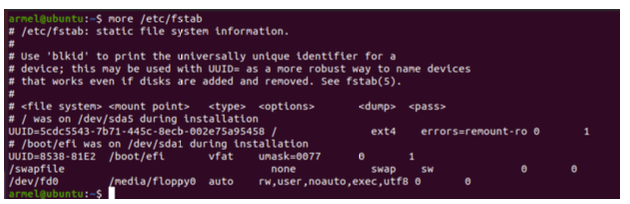 armel@ubuntu:~$ more /etc/fstab
# /etc/fstab: static file system information.
#
# Use 'blkid' to print the universally unique identifier for a
# device; this may be used with UUID= as a more robust way to name devices
# that works even if disks are added and removed. See fstab(5).
#
# <file system> <mount point>   <type>  <options>       <dump>  <pass>
# / was on /dev/sda5 during installation
UUID=5cdc5543-7b71-445c-8ecb-002e75a95458 /               ext4    errors=remount-ro 0       1
# /boot/efi was on /dev/sda1 during installation
UUID=8538-81E2  /boot/efi       vfat    umask=0077      0       1
/swapfile                                 none            swap    sw              0       0
/dev/fd0        /media/floppy0  auto    rw,user,noauto,exec,utf8 0       0
armel@ubuntu:~$